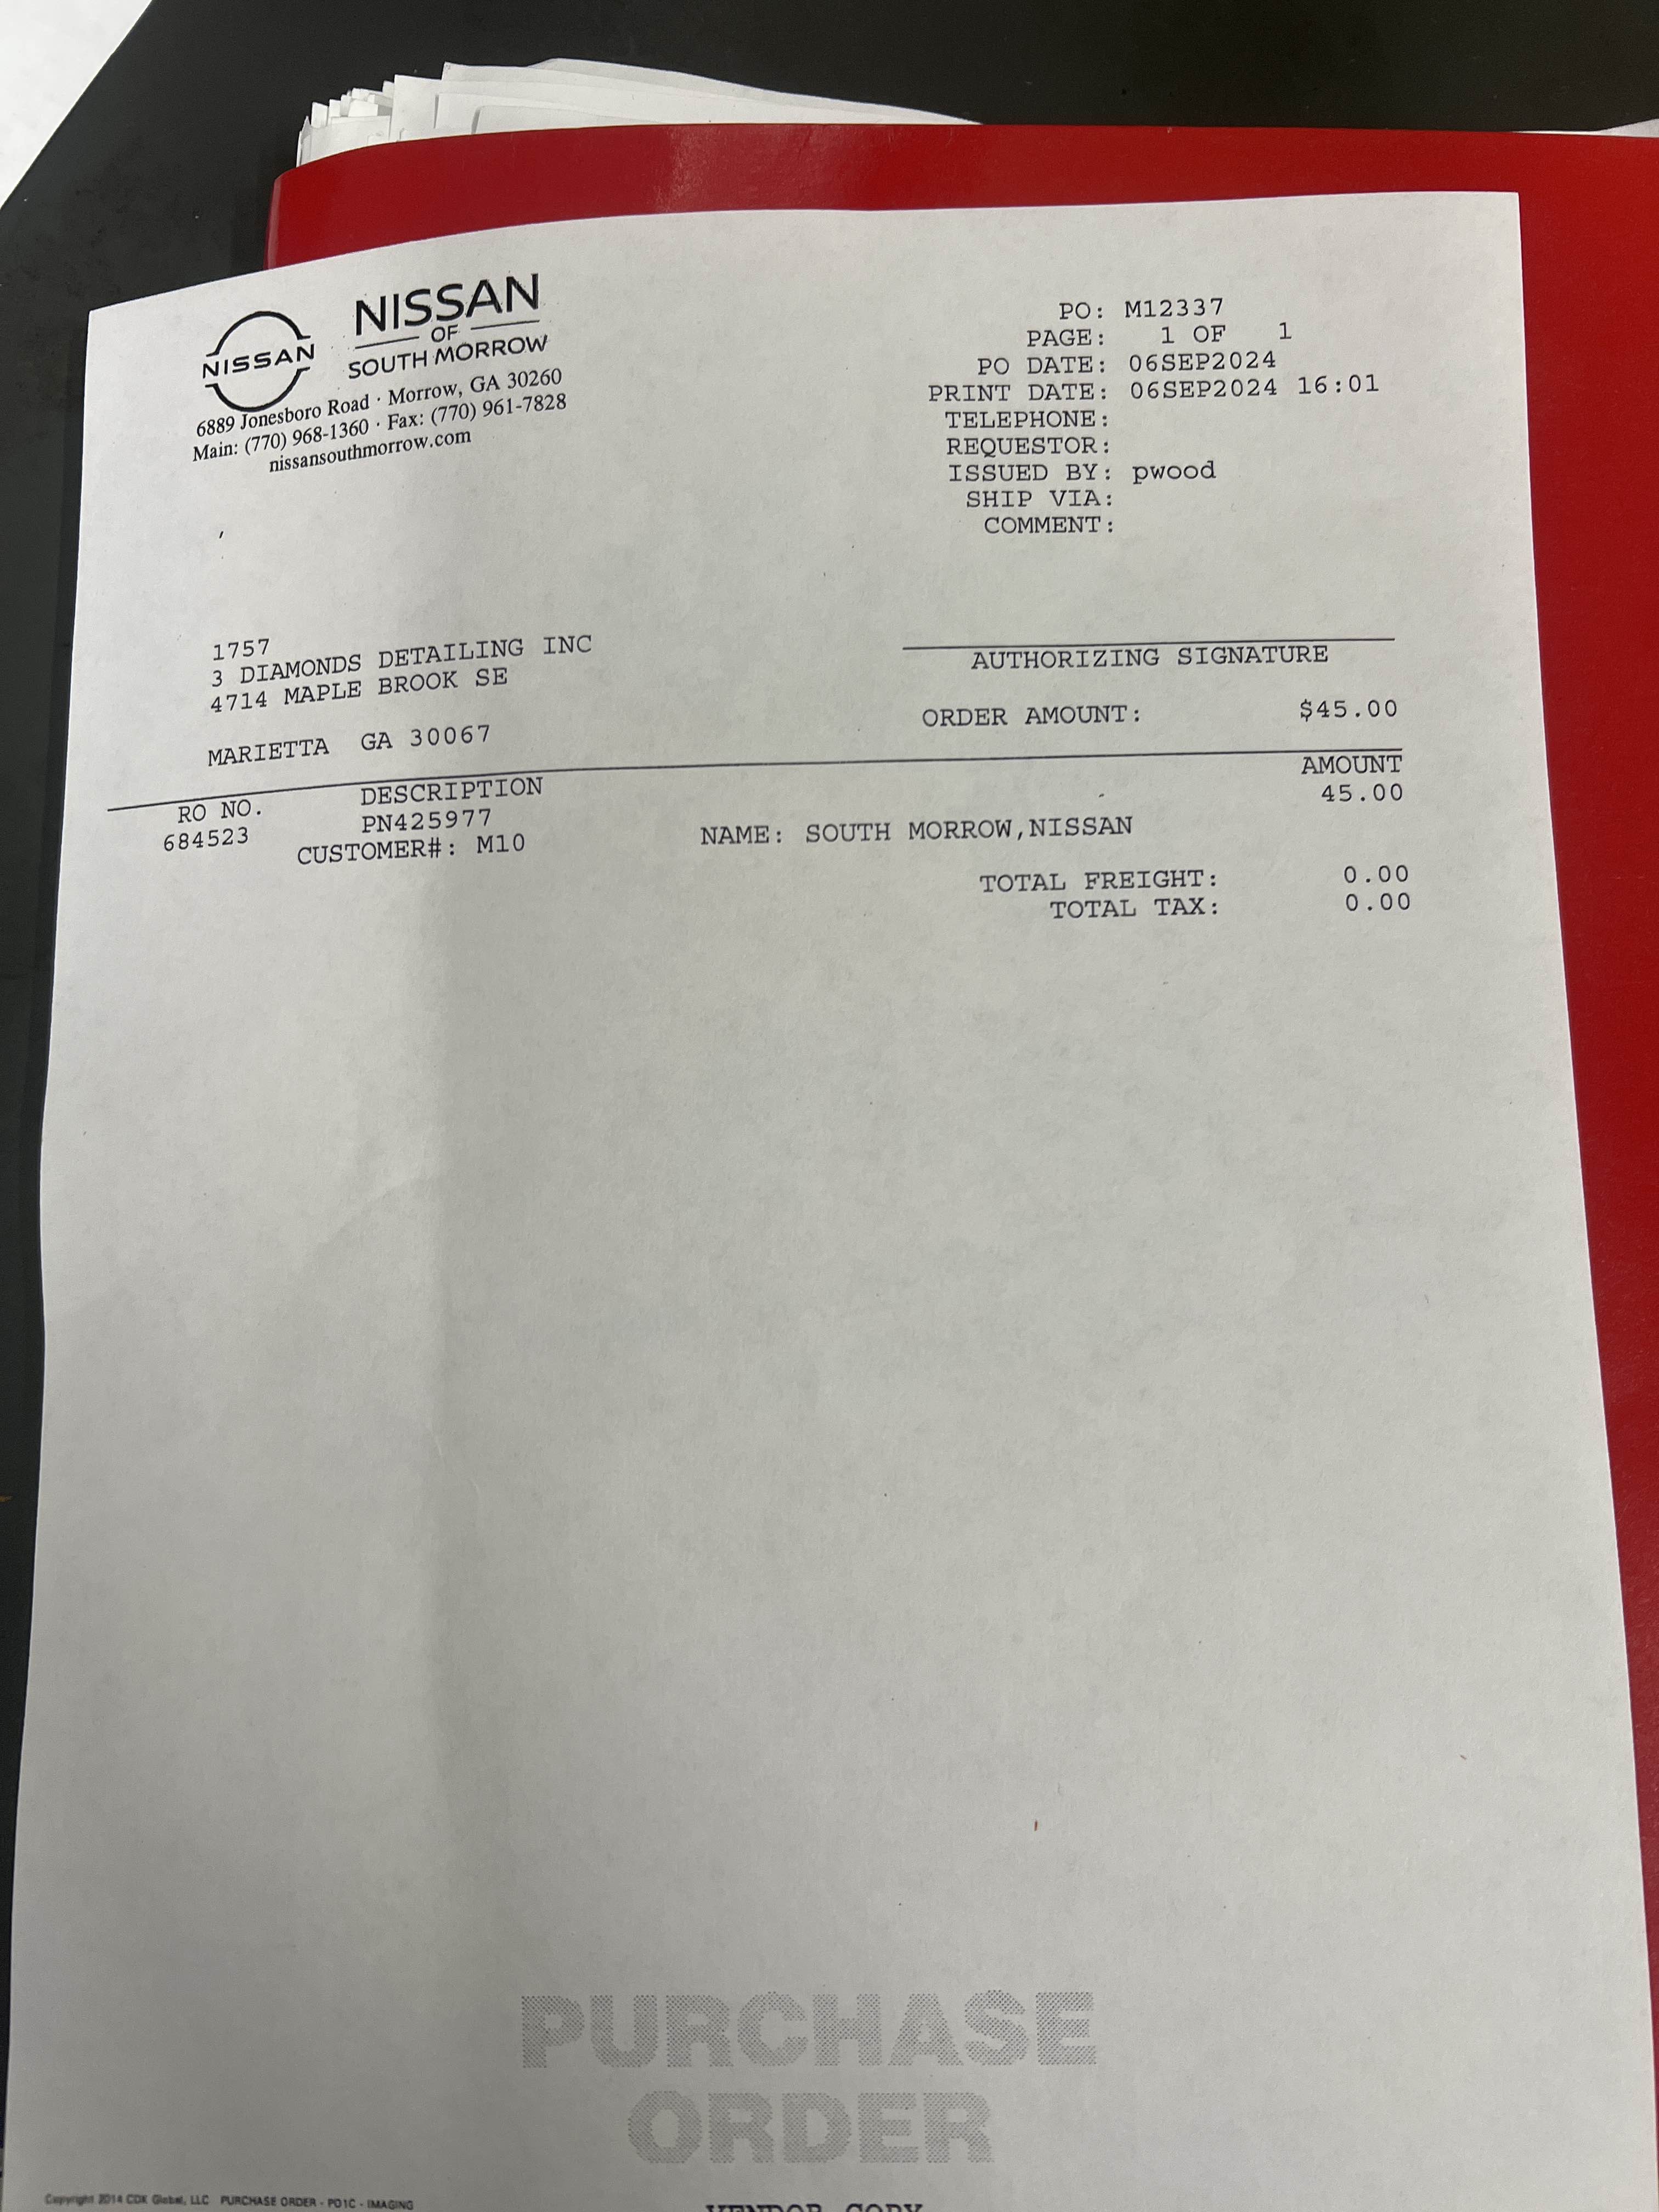 NISSAN
NISSAN
OF
SOUTH MORROW
6889 Jonesboro Road · Morrow, GA 30260
Main: (770) 968-1360 · Fax: (770) 961-7828
nissansouthmorrow.com
PO: M12337
PAGE: 1 OF 1
PO DATE: 06SEP2024
PRINT DATE: 06SEP2024 16:01
TELEPHONE:
REQUESTOR:
ISSUED BY: pwood
SHIP VIA:
COMMENT:
1757
3 DIAMONDS DETAILING INC
4714 MAPLE BROOK SE
MARIETTA GA 30067
AUTHORIZING SIGNATURE
ORDER AMOUNT: $45.00
RO NO. DESCRIPTION AMOUNT
684523 PN425977 45.00
CUSTOMER#: M10 NAME: SOUTH MORROW,NISSAN
TOTAL FREIGHT: 0.00
TOTAL TAX: 0.00
PURCHASE
ORDER
Copyright 2014 CDK Global, LLC PURCHASE ORDER - PO1C - IMAGING
VENDOR COPY